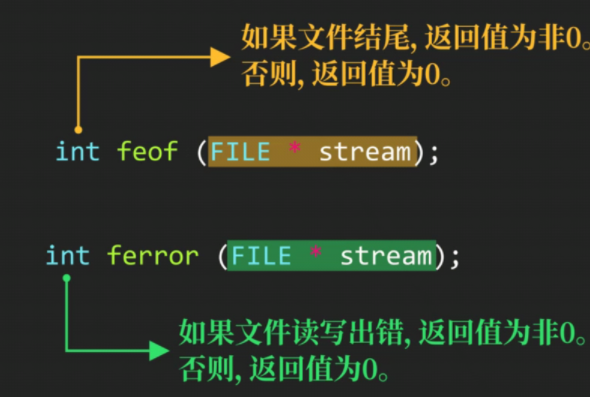 如果文件结尾, 返回值为非0。
否则, 返回值为0。
int feof (FILE * stream);
int ferror (FILE * stream);
如果文件读写出错, 返回值为非0。
否则, 返回值为0。